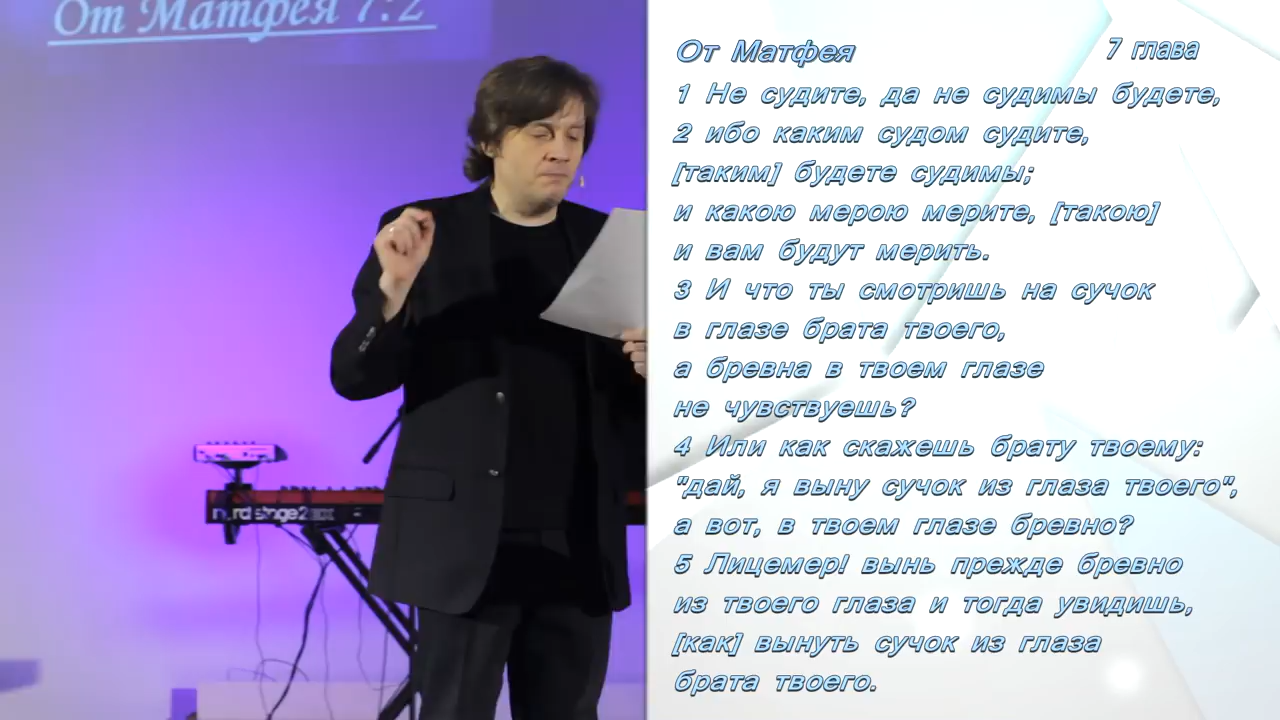 От Матфея 7:2
От Матфея 7 глава
1 Не судите, да не судимы будете,
2 ибо каким судом судите,
[таким] будете судимы;
и какою мерою мерите, [такою]
и вам будут мерить.
3 И что ты смотришь на сучок
в глазе брата твоего,
а бревна в твоем глазе
не чувствуешь?
4 Или как скажешь брату твоему:
"дай, я выну сучок из глаза твоего",
а вот, в твоем глазе бревно?
5 Лицемер! вынь прежде бревно
из твоего глаза и тогда увидишь,
[как] вынуть сучок из глаза
брата твоего.
nord stage 2 EX